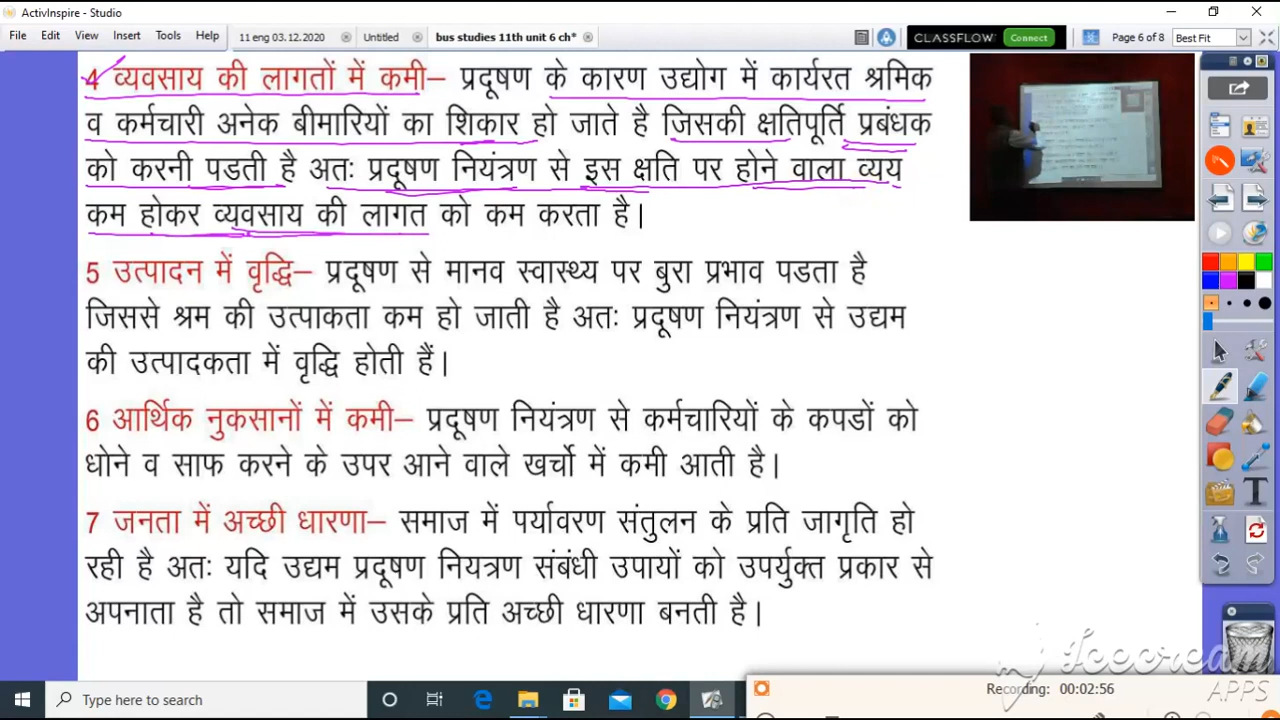 ActivInspire - Studio
File Edit View Insert Tools Help
11 eng 03.12.2020 Untitled bus studies 11th unit 6 ch*
CLASSFLOW Connect Page 6 of 8 Best Fit
4 व्यवसाय की लागतों में कमी– प्रदूषण के कारण उद्योग में कार्यरत श्रमिक
व कर्मचारी अनेक बीमारियों का शिकार हो जाते है जिसकी क्षतिपूर्ति प्रबंधक
को करनी पडती है अतः प्रदूषण नियंत्रण से इस क्षति पर होने वाला व्यय
कम होकर व्यवसाय की लागत को कम करता है।
5 उत्पादन में वृद्धि– प्रदूषण से मानव स्वास्थ्य पर बुरा प्रभाव पडता है
जिससे श्रम की उत्पाकता कम हो जाती है अतः प्रदूषण नियंत्रण से उद्यम
की उत्पादकता में वृद्धि होती हैं।
6 आर्थिक नुकसानों में कमी– प्रदूषण नियंत्रण से कर्मचारियों के कपडों को
धोने व साफ करने के उपर आने वाले खर्चो में कमी आती है।
7 जनता में अच्छी धारणा– समाज में पर्यावरण संतुलन के प्रति जागृति हो
रही है अतः यदि उद्यम प्रदूषण नियत्रण संबंधी उपायों को उपर्युक्त प्रकार से
अपनाता है तो समाज में उसके प्रति अच्छी धारणा बनती है।
Icecream
APPS
Recording: 00:02:56
Type here to search